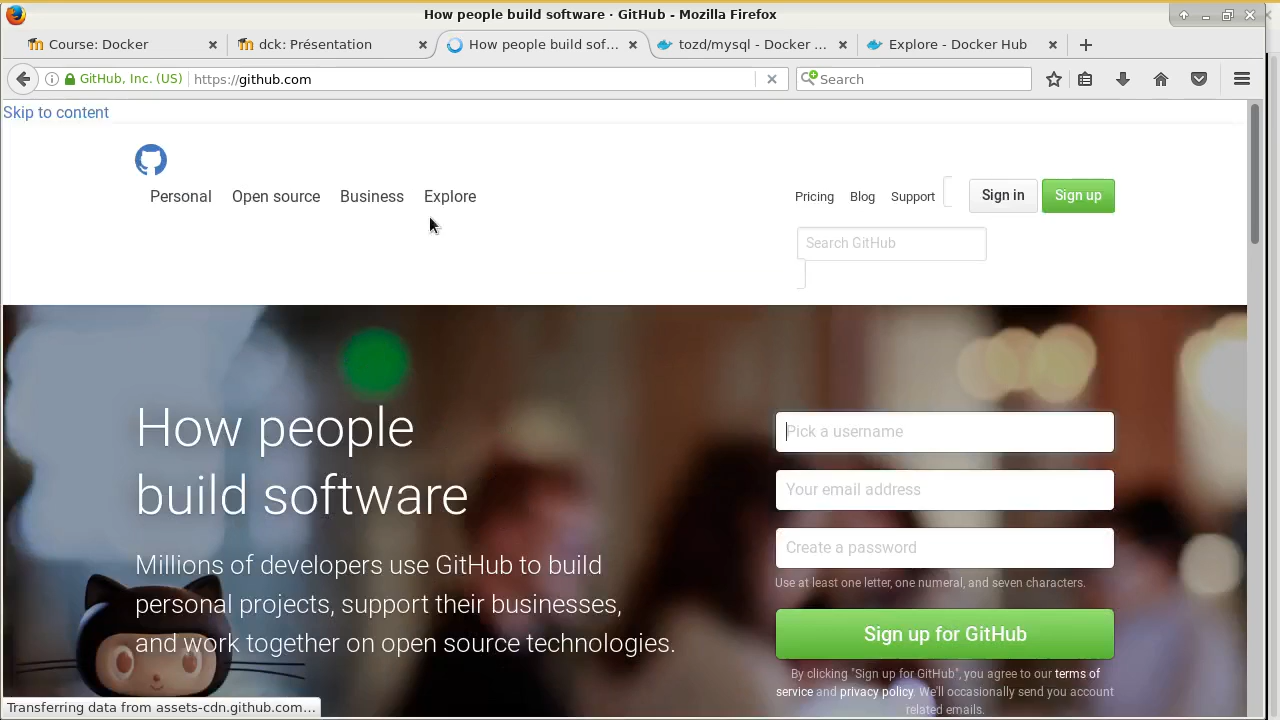 How people build software · GitHub - Mozilla Firefox
Course: Docker
dck: Présentation
How people build sof...
tozd/mysql - Docker ...
Explore - Docker Hub
GitHub, Inc. (US)
https://github.com
Search
Skip to content
Personal
Open source
Business
Explore
Pricing
Blog
Support
Sign in
Sign up
Search GitHub
How people
build software
Millions of developers use GitHub to build
personal projects, support their businesses,
and work together on open source technologies.
Pick a username
Your email address
Create a password
Use at least one letter, one numeral, and seven characters.
Sign up for GitHub
By clicking "Sign up for GitHub", you agree to our terms of
service and privacy policy. We'll occasionally send you account
related emails.
Transferring data from assets-cdn.github.com...